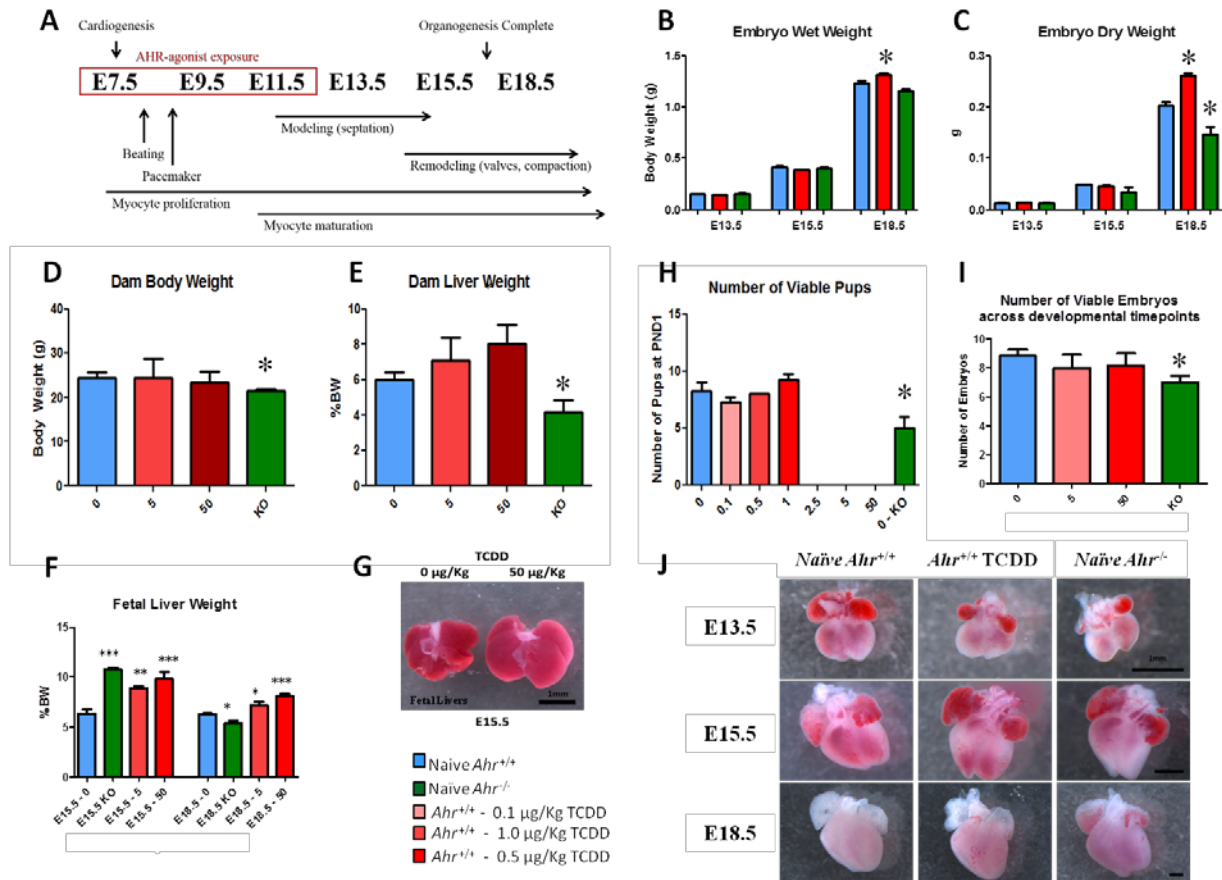 A
Cardiogenesis
Organogenesis Complete
AHR-agonist exposure
E7.5 E9.5 E11.5 E13.5 E15.5 E18.5
Modeling (septation)
Beating
Remodeling (valves, compaction)
Pacemaker
Myocyte proliferation
Myocyte maturation
B
Embryo Wet Weight
Body Weight (g)
1.5
1.0
0.5
0.0
*
E13.5 E15.5 E18.5
C
Embryo Dry Weight
g
0.3
0.2
0.1
0.0
*
*
E13.5 E15.5 E18.5
D
Dam Body Weight
Body Weight (g)
40
30
20
10
0
*
0 5 50 KO
E
Dam Liver Weight
%BW
10
8
6
4
2
0
*
0 5 50 KO
H
Number of Viable Pups
Number of Pups at PND1
15
10
5
0
*
0 0.1 0.5 1 2.5 5 50 0 - KO
I
Number of Viable Embryos
across developmental timepoints
Number of Embryos
10
8
6
4
2
0
*
0 5 50 KO
F
Fetal Liver Weight
%BW
15
10
5
0
*** ** *** * * ***
E15.5 - 0 E15.5 KO E15.5 - 5 E15.5 - 50 E18.5 - 0 E18.5 KO E18.5 - 5 E18.5 - 50
G
TCDD
0 µg/Kg 50 µg/Kg
Fetal Livers
1mm
E15.5
Naive Ahr+/+
Naïve Ahr-/-
Ahr+/+ - 0.1 µg/Kg TCDD
Ahr+/+ - 1.0 µg/Kg TCDD
Ahr+/+ - 0.5 µg/Kg TCDD
J
Naïve Ahr+/+ Ahr+/+ TCDD Naïve Ahr-/-
E13.5
1mm
E15.5
E18.5